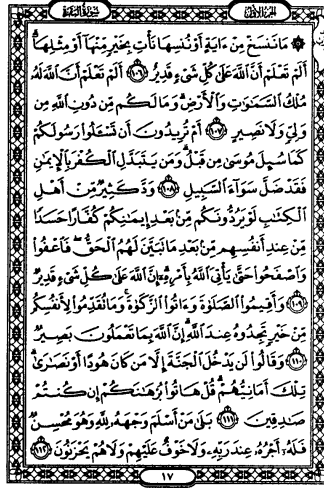 سورة البقرة
الجزء الأول
۞ مَا نَنسَخْ مِنْ ءَايَةٍ أَوْ نُنسِهَا نَأْتِ بِخَيْرٍ مِّنْهَآ أَوْ مِثْلِهَآ
أَلَمْ تَعْلَمْ أَنَّ ٱللَّهَ عَلَىٰ كُلِّ شَىْءٍ قَدِيرٌ ١٠٦ أَلَمْ تَعْلَمْ أَنَّ ٱللَّهَ لَهُۥ
مُلْكُ ٱلسَّمَٰوَٰتِ وَٱلْأَرْضِ وَمَا لَكُم مِّن دُونِ ٱللَّهِ مِن
وَلِىٍّ وَلَا نَصِيرٍ ١٠٧ أَمْ تُرِيدُونَ أَن تَسْـَٔلُوا۟ رَسُولَكُمْ
كَمَا سُئِلَ مُوسَىٰ مِن قَبْلُ وَمَن يَتَبَدَّلِ ٱلْكُفْرَ بِٱلْإِيمَٰنِ
فَقَدْ ضَلَّ سَوَآءَ ٱلسَّبِيلِ ١٠٨ وَدَّ كَثِيرٌ مِّنْ أَهْلِ
ٱلْكِتَٰبِ لَوْ يَرُدُّونَكُم مِّنۢ بَعْدِ إِيمَٰنِكُمْ كُفَّارًا حَسَدًا
مِّنْ عِندِ أَنفُسِهِم مِّنۢ بَعْدِ مَا تَبَيَّنَ لَهُمُ ٱلْحَقُّ فَٱعْفُوا۟
وَٱصْفَحُوا۟ حَتَّىٰ يَأْتِىَ ٱللَّهُ بِأَمْرِهِۦٓ إِنَّ ٱللَّهَ عَلَىٰ كُلِّ شَىْءٍ قَدِيرٌ
١٠٩ وَأَقِيمُوا۟ ٱلصَّلَوٰةَ وَءَاتُوا۟ ٱلزَّكَوٰةَ وَمَا تُقَدِّمُوا۟ لِأَنفُسِكُم
مِّنْ خَيْرٍ تَجِدُوهُ عِندَ ٱللَّهِ إِنَّ ٱللَّهَ بِمَا تَعْمَلُونَ بَصِيرٌ
١١٠ وَقَالُوا۟ لَن يَدْخُلَ ٱلْجَنَّةَ إِلَّا مَن كَانَ هُودًا أَوْ نَصَٰرَىٰ
تِلْكَ أَمَانِيُّهُمْ قُلْ هَاتُوا۟ بُرْهَٰنَكُمْ إِن كُنتُمْ
صَٰدِقِينَ ١١١ بَلَىٰ مَنْ أَسْلَمَ وَجْهَهُۥ لِلَّهِ وَهُوَ مُحْسِنٌ
فَلَهُۥٓ أَجْرُهُۥ عِندَ رَبِّهِۦ وَلَا خَوْفٌ عَلَيْهِمْ وَلَا هُمْ يَحْزَنُونَ ١١٢
١٧